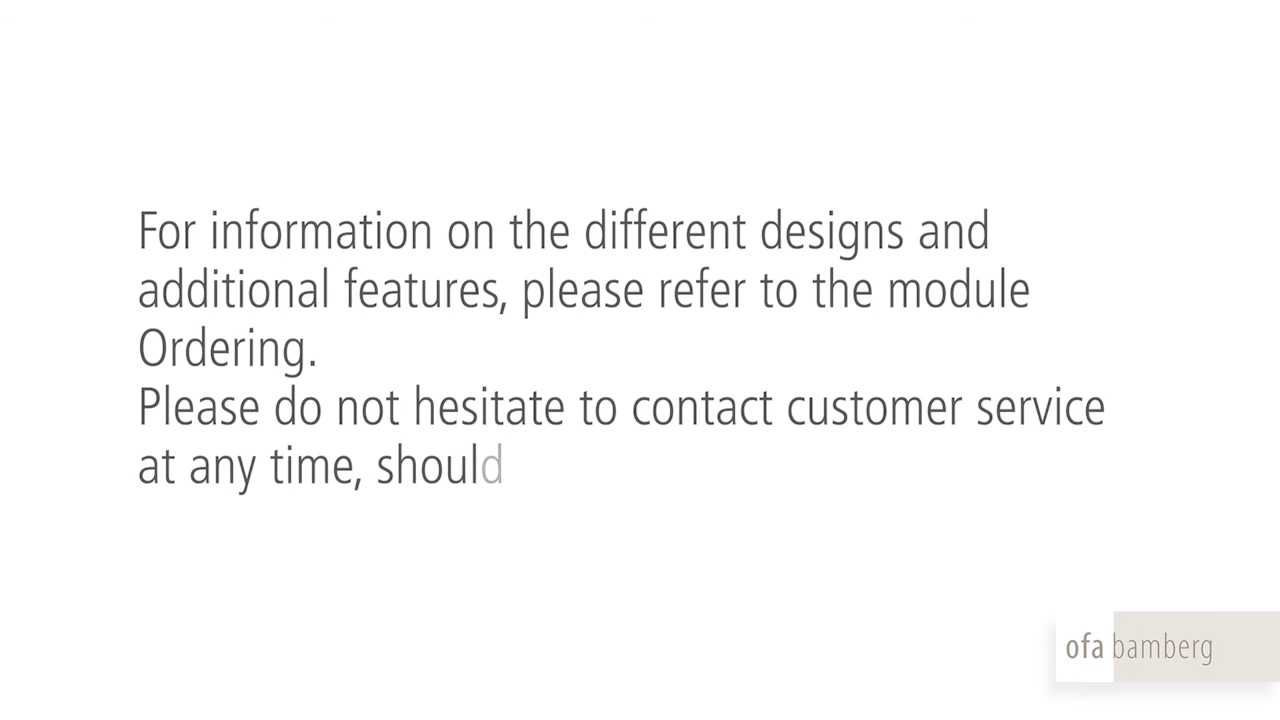 For information on the different designs and
additional features, please refer to the module
Ordering.
Please do not hesitate to contact customer service
at any time, should
ofa bamberg